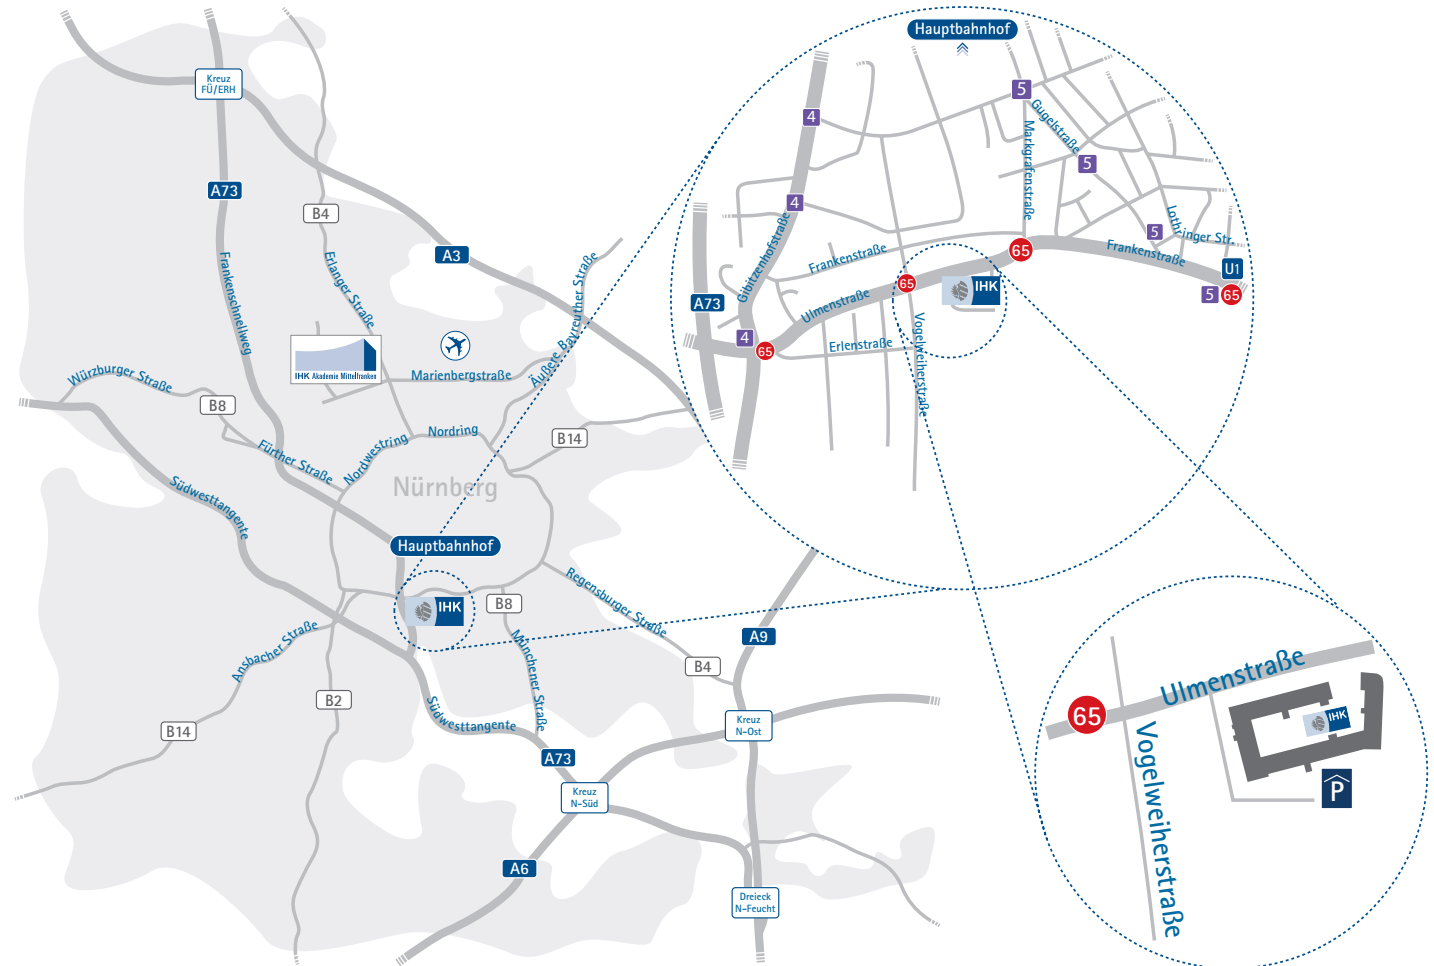 Kreuz
FÜ/ERH
A73
B4
A3
Frankenschnellweg
Erlanger Straße
Äußere Bayreuther Straße
IHK Akademie Mittelfranken
Marienbergstraße
Würzburger Straße
B8
Fürther Straße
Nordwestring
Nordring
B14
Südwesttangente
Nürnberg
Hauptbahnhof
IHK
B8
Regensburger Straße
Ansbacher Straße
Münchener Straße
A9
B4
B2
B14
Südwesttangente
A73
Kreuz
N-Ost
Kreuz
N-Süd
A6
Dreieck
N-Feucht
Hauptbahnhof
4
5
Gugelstraße
Markgrafenstraße
5
4
Gibitzenhofstraße
5
Lothringer Str.
Frankenstraße
65
Frankenstraße
U1
5
65
A73
Ulmenstraße
65
IHK
4
65
Erlenstraße
Vogelweiherstraße
Ulmenstraße
65
IHK
Vogelweiherstraße
P